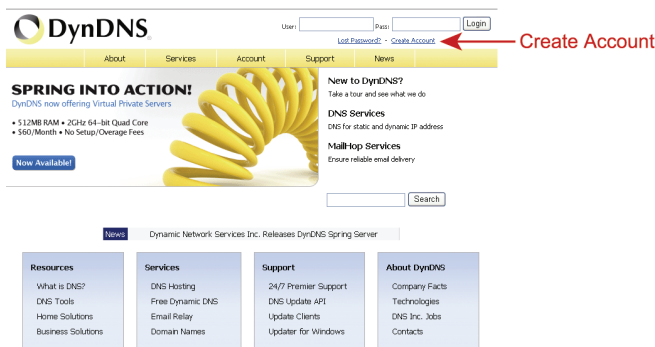 DynDNS
User:
Pass:
Login
Lost Password? - Create Account
Create Account
About Services Account Support News
SPRING INTO ACTION!
DynDNS now offering Virtual Private Servers
• 512MB RAM • 2GHz 64-bit Quad Core
• $60/Month • No Setup/Overage Fees
Now Available!
New to DynDNS?
Take a tour and see what we do
DNS Services
DNS for static and dynamic IP address
MailHop Services
Ensure reliable email delivery
Search
News Dynamic Network Services Inc. Releases DynDNS Spring Server
Resources
What is DNS?
DNS Tools
Home Solutions
Business Solutions
Services
DNS Hosting
Free Dynamic DNS
Email Relay
Domain Names
Support
24/7 Premier Support
DNS Update API
Update Clients
Updater for Windows
About DynDNS
Company Facts
Technologies
DNS Inc. Jobs
Contacts